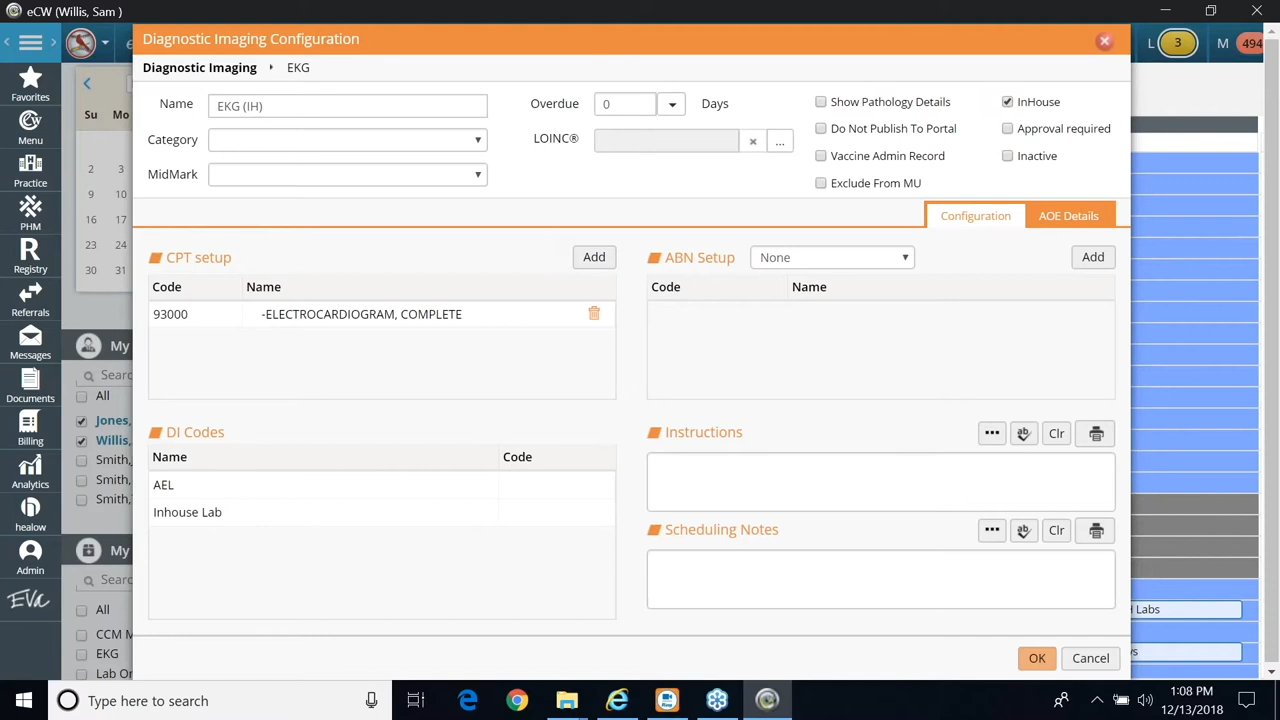 eCW (Willis, Sam )
Diagnostic Imaging Configuration
L 3 M 494
Diagnostic Imaging EKG
Name EKG (IH)
Overdue 0 Days
Show Pathology Details
InHouse
Category
LOINC®
...
Do Not Publish To Portal
Approval required
MidMark
Vaccine Admin Record
Inactive
Exclude From MU
Configuration AOE Details
CPT setup Add
Code Name
93000 -ELECTROCARDIOGRAM, COMPLETE
ABN Setup None Add
Code Name
DI Codes
Name Code
AEL
Inhouse Lab
Instructions Clr
Scheduling Notes Clr
OK Cancel
Favorites
Menu
Practice
PHM
Registry
Referrals
Messages
Documents
Billing
Analytics
healow
Admin
EVA
Su Mo
2 3
9 10
16 17
23 24
30 31
My
Searc
All
Jones,
Willis,
Smith,
Smith,
My
Searc
All
CCM M
EKG
Lab Or
Labs
Type here to search
1:08 PM
12/13/2018